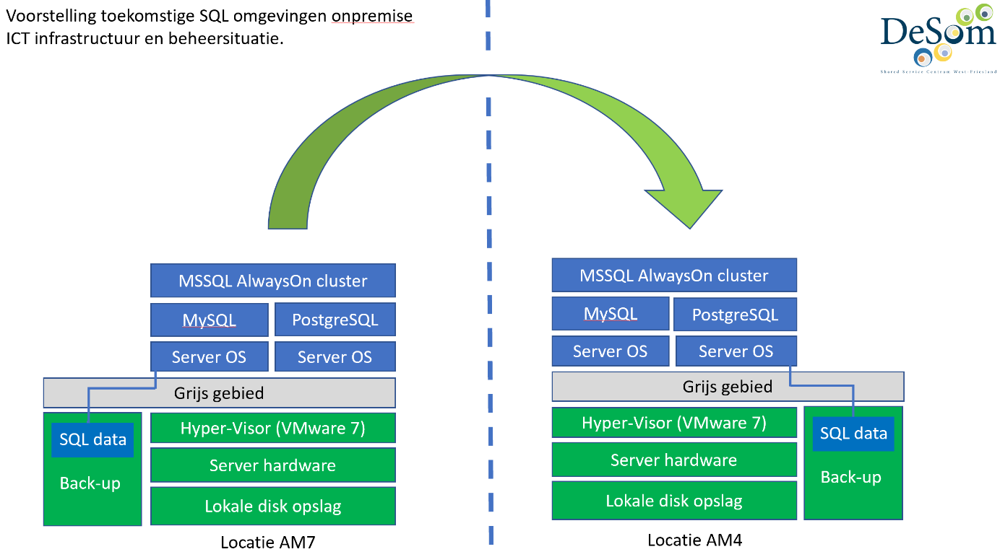 Voorstelling toekomstige SQL omgevingen onpremise
ICT infrastructuur en beheersituatie.
DeSom
Shared Service Centrum West-Friesland
MSSQL AlwaysOn cluster
MySQL
PostgreSQL
Server OS
Server OS
Grijs gebied
SQL data
Back-up
Hyper-Visor (VMware 7)
Server hardware
Lokale disk opslag
Locatie AM7
MSSQL AlwaysOn cluster
MySQL
PostgreSQL
Server OS
Server OS
Grijs gebied
Hyper-Visor (VMware 7)
Server hardware
Lokale disk opslag
SQL data
Back-up
Locatie AM4